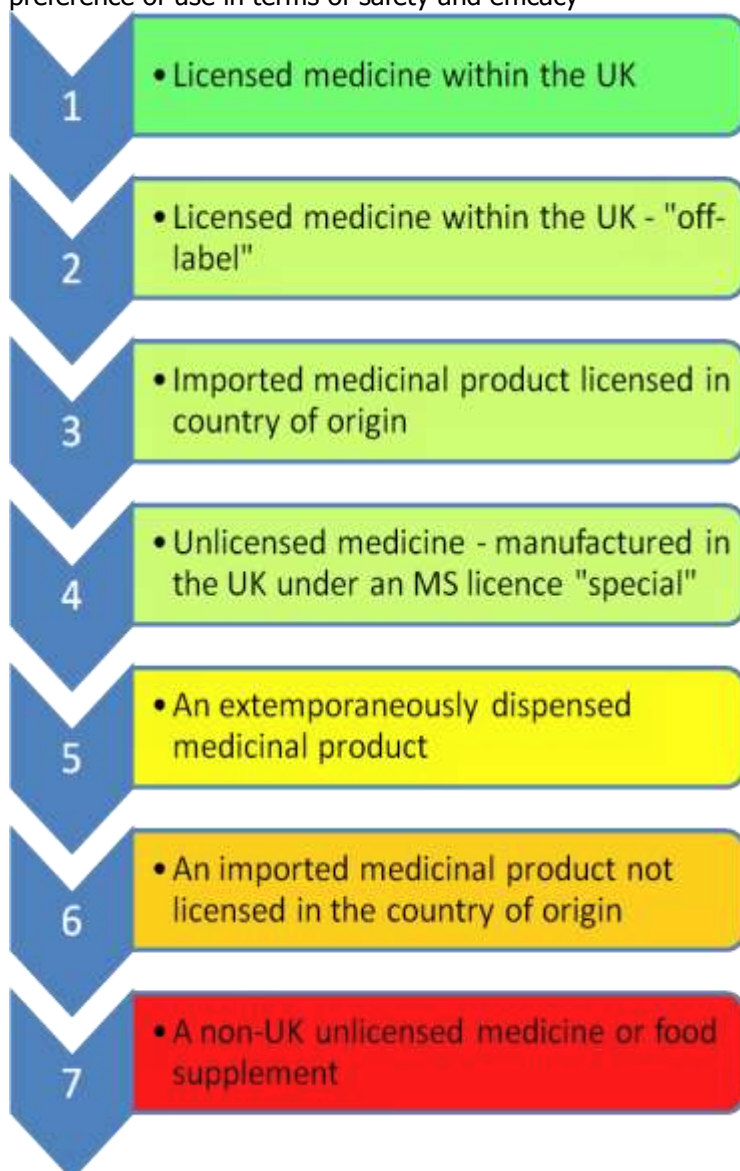 preference of use in terms of safety and efficacy
1
• Licensed medicine within the UK
2
• Licensed medicine within the UK - "off-
label"
3
• Imported medicinal product licensed in
country of origin
4
• Unlicensed medicine - manufactured in
the UK under an MS licence "special"
5
• An extemporaneously dispensed
medicinal product
6
• An imported medicinal product not
licensed in the country of origin
7
• A non-UK unlicensed medicine or food
supplement